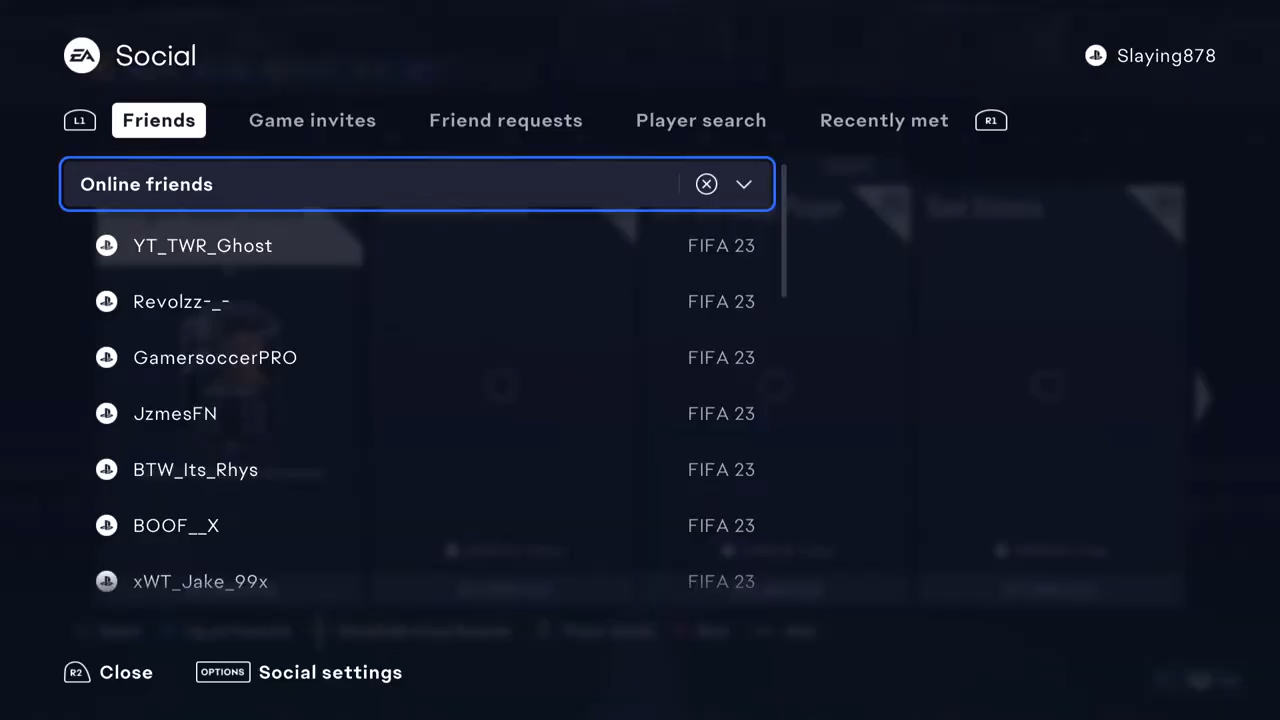 EA Social
Slaying878
L1 Friends Game invites Friend requests Player search Recently met R1
Online friends
YT_TWR_Ghost FIFA 23
Revolzz-_- FIFA 23
GamersoccerPRO FIFA 23
JzmesFN FIFA 23
BTW_Its_Rhys FIFA 23
BOOF__X FIFA 23
xWT_Jake_99x FIFA 23
R2 Close OPTIONS Social settings